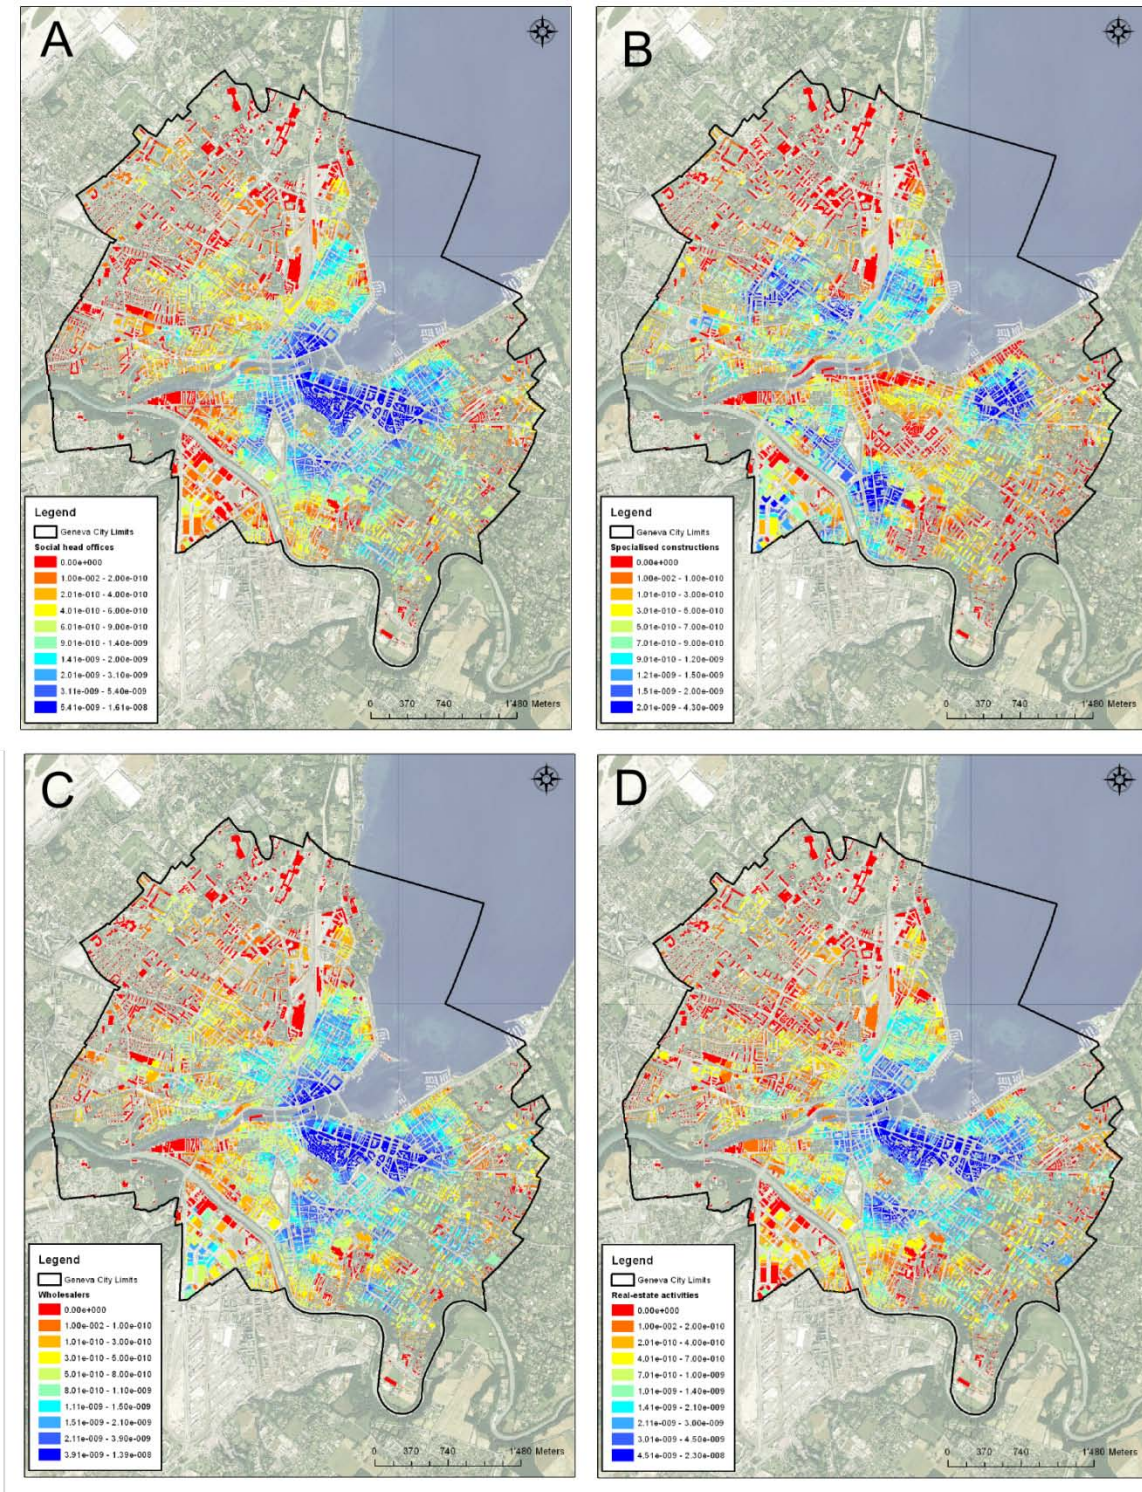 A
Legend
Geneva City Limits
Social head offices
0.00e+000
1.00e-002 - 2.00e-010
2.01e-010 - 4.00e-010
4.01e-010 - 6.00e-010
6.01e-010 - 9.00e-010
9.01e-010 - 1.40e-009
1.41e-009 - 2.00e-009
2.01e-009 - 3.10e-009
3.11e-009 - 5.40e-009
5.41e-009 - 1.61e-008
0 370 740 1'480 Meters
B
Legend
Geneva City Limits
Specialised constructions
0.00e+000
1.00e-002 - 1.00e-010
1.01e-010 - 3.00e-010
3.01e-010 - 5.00e-010
5.01e-010 - 7.00e-010
7.01e-010 - 9.00e-010
9.01e-010 - 1.20e-009
1.21e-009 - 1.50e-009
1.51e-009 - 2.00e-009
2.01e-009 - 4.30e-009
0 370 740 1'480 Meters
C
Legend
Geneva City Limits
Wholesalers
0.00e+000
1.00e-002 - 1.00e-010
1.01e-010 - 3.00e-010
3.01e-010 - 5.00e-010
5.01e-010 - 8.00e-010
8.01e-010 - 1.10e-009
1.11e-009 - 1.50e-009
1.51e-009 - 2.10e-009
2.11e-009 - 3.90e-009
3.91e-009 - 1.39e-008
0 370 740 1'480 Meters
D
Legend
Geneva City Limits
Real-estate activities
0.00e+000
1.00e-002 - 2.00e-010
2.01e-010 - 4.00e-010
4.01e-010 - 7.00e-010
7.01e-010 - 1.00e-009
1.01e-009 - 1.40e-009
1.41e-009 - 2.10e-009
2.11e-009 - 3.00e-009
3.01e-009 - 4.50e-009
4.51e-009 - 2.30e-008
0 370 740 1'480 Meters